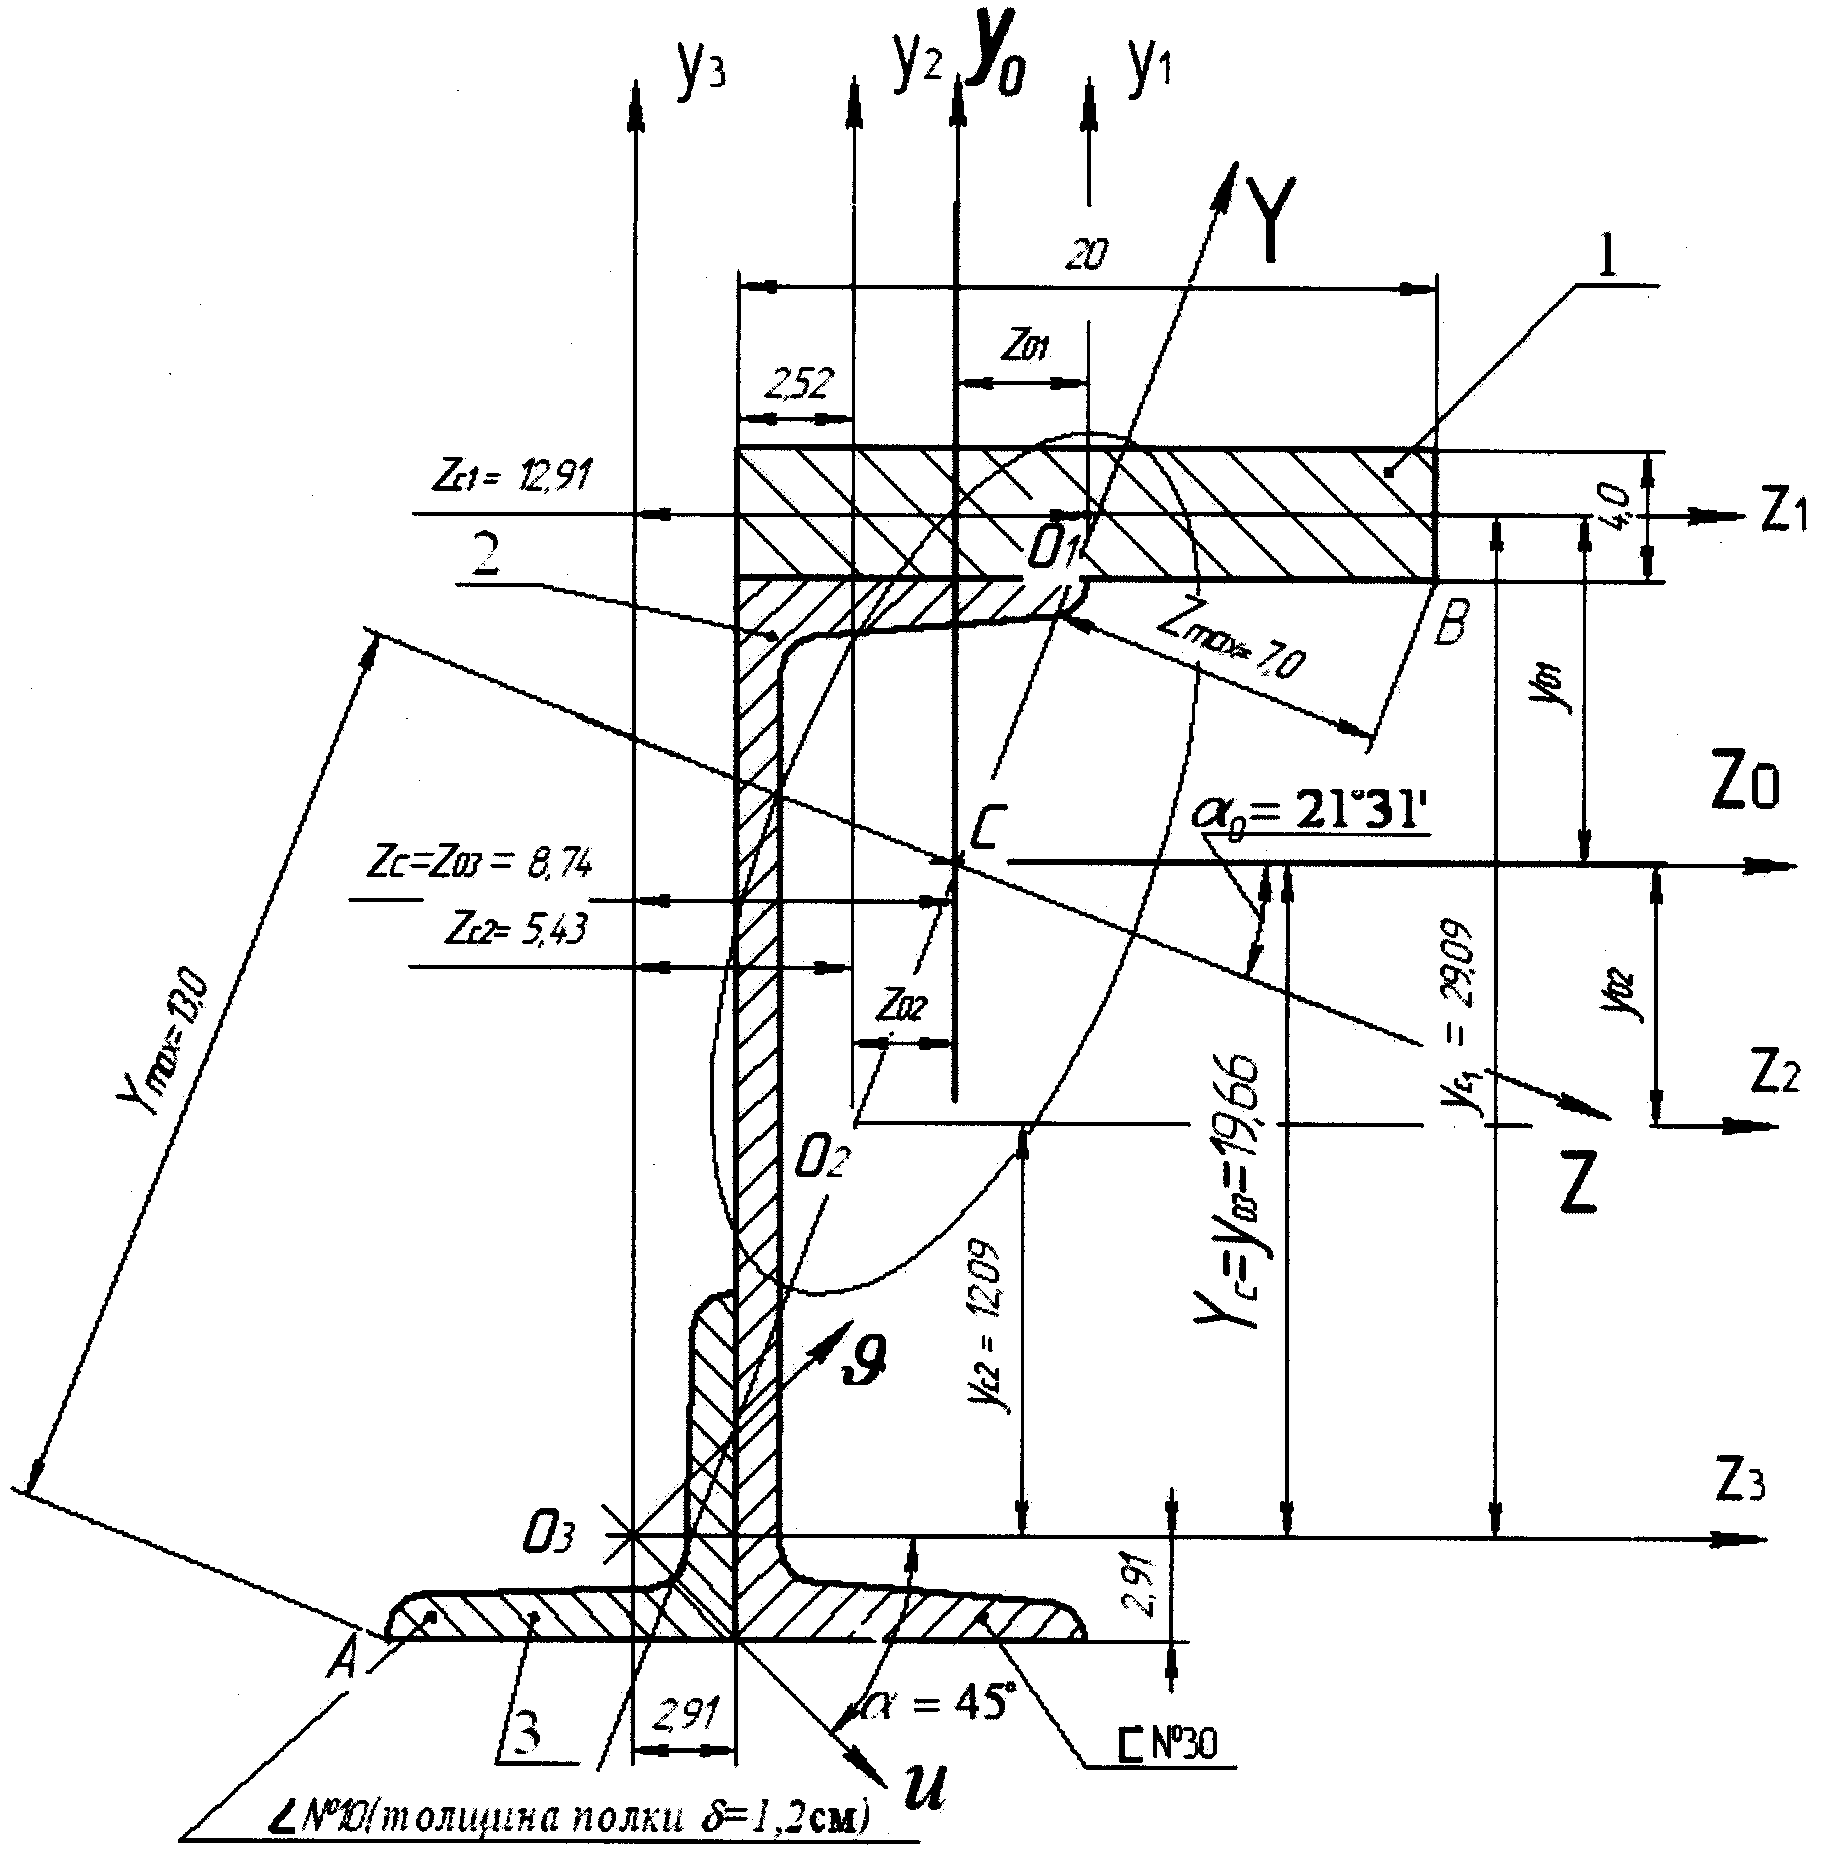 y3
y2
y0
y1
Y
20
1
Z01
2,52
Zc1 = 12,91
4,0
Z1
O1
2
Zmax= 7,0
B
y01
Z0
C
α0 = 21°31'
Zc=Z03 = 8,74
Zc2= 5,43
Ymax=13,0
Z02
yc1 = 29,09
y02
Z2
Yc=y03=19,66
O2
Z
yc2 = 12,09
ϑ
Z3
O3
2,91
A
α = 45°
2,91
3
⊏ №30
u
∠ №10(толщина полки δ=1,2см)